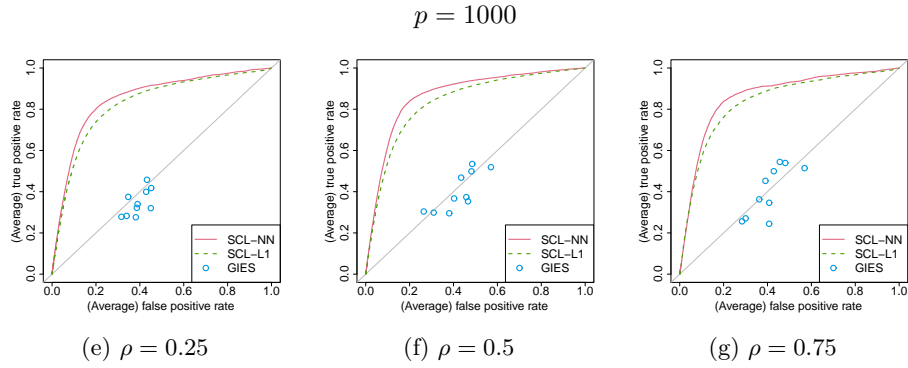 p = 1000
(Average) true positive rate
0.0 0.2 0.4 0.6 0.8 1.0
SCL−NN
SCL−L1
GIES
0.0 0.2 0.4 0.6 0.8 1.0
(Average) false positive rate
(e) ρ = 0.25
(Average) true positive rate
0.0 0.2 0.4 0.6 0.8 1.0
SCL−NN
SCL−L1
GIES
0.0 0.2 0.4 0.6 0.8 1.0
(Average) false positive rate
(f) ρ = 0.5
(Average) true positive rate
0.0 0.2 0.4 0.6 0.8 1.0
SCL−NN
SCL−L1
GIES
0.0 0.2 0.4 0.6 0.8 1.0
(Average) false positive rate
(g) ρ = 0.75